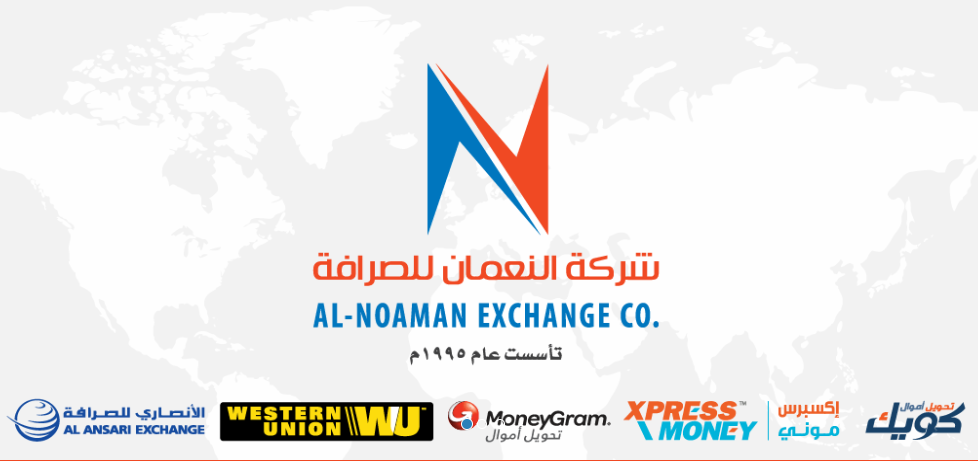 شركة النعمان للصرافة
AL-NOAMAN EXCHANGE CO.
تأسست عام ١٩٩٥م
الأنصاري للصرافة
AL ANSARI EXCHANGE
WESTERN
UNION
WU
MoneyGram.
تحويل أموال
XPRESS™
MONEY
إكسبرس
موني
تحويل أموال
كويك